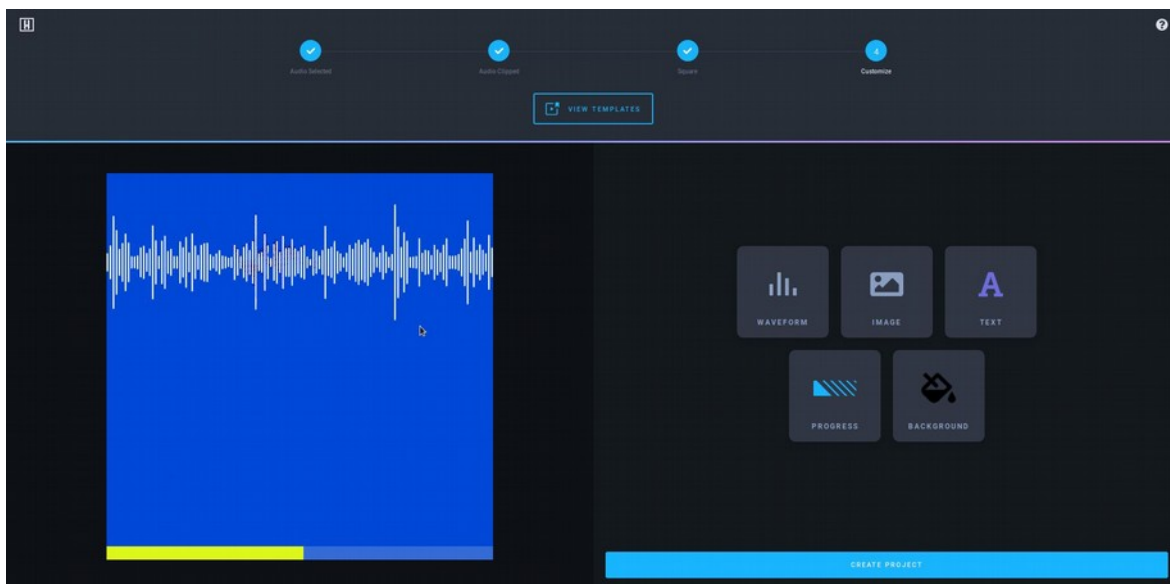 H
?
Audio Selected
Audio Clipped
Square
4
Customize
VIEW TEMPLATES
WAVEFORM
IMAGE
A
TEXT
PROGRESS
BACKGROUND
CREATE PROJECT